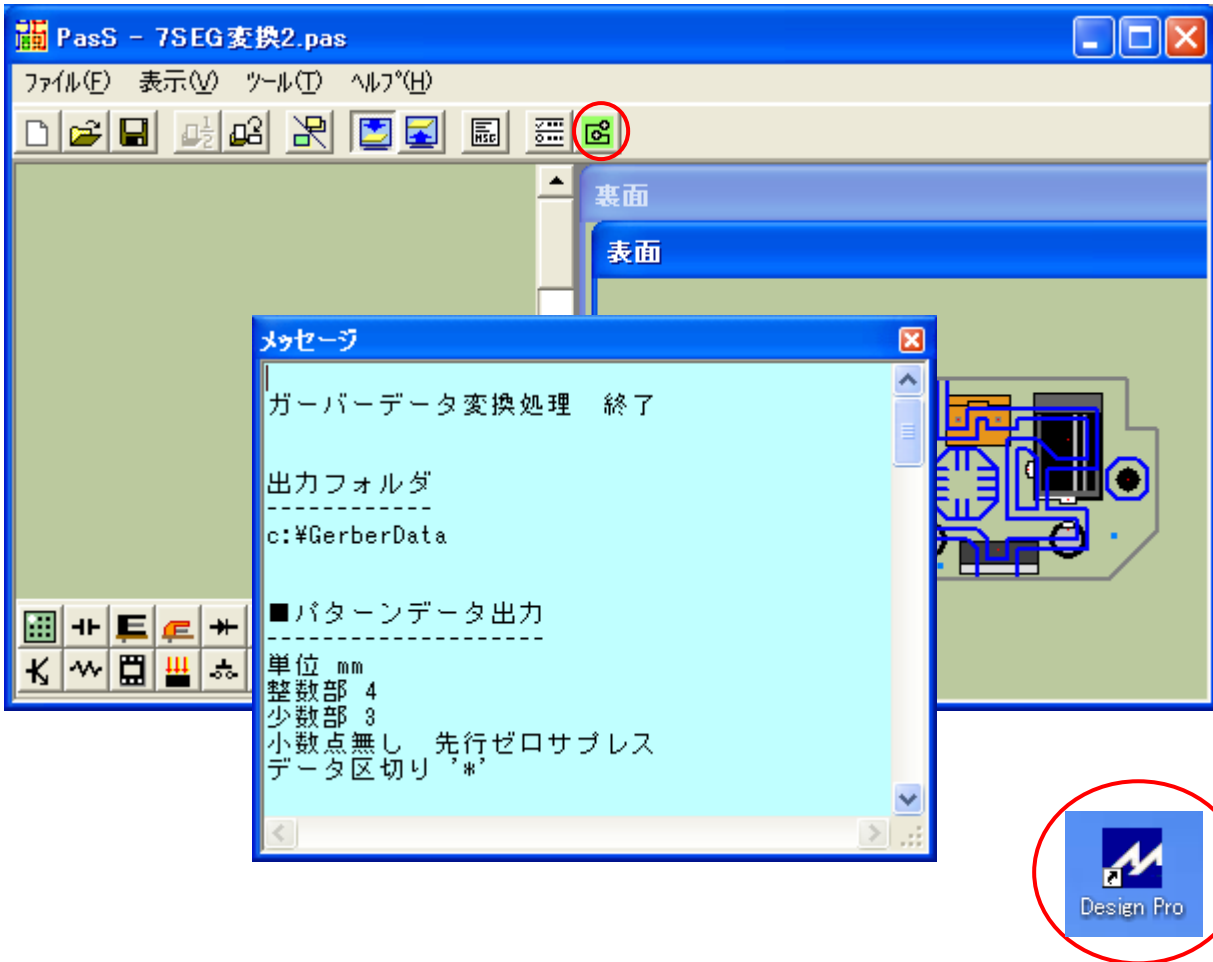 PasS - 7SEG変換2.pas
ﾌｧｲﾙ(F) 表示(V) ﾂｰﾙ(T) ﾍﾙﾌﾟ(H)
MSG
裏面
表面
メッセージ
ガーバーデータ変換処理　終了
出力フォルダ
------------
c:¥GerberData
■パターンデータ出力
--------------------
単位 mm
整数部 4
少数部 3
小数点無し　先行ゼロサプレス
データ区切り '*'
Design Pro